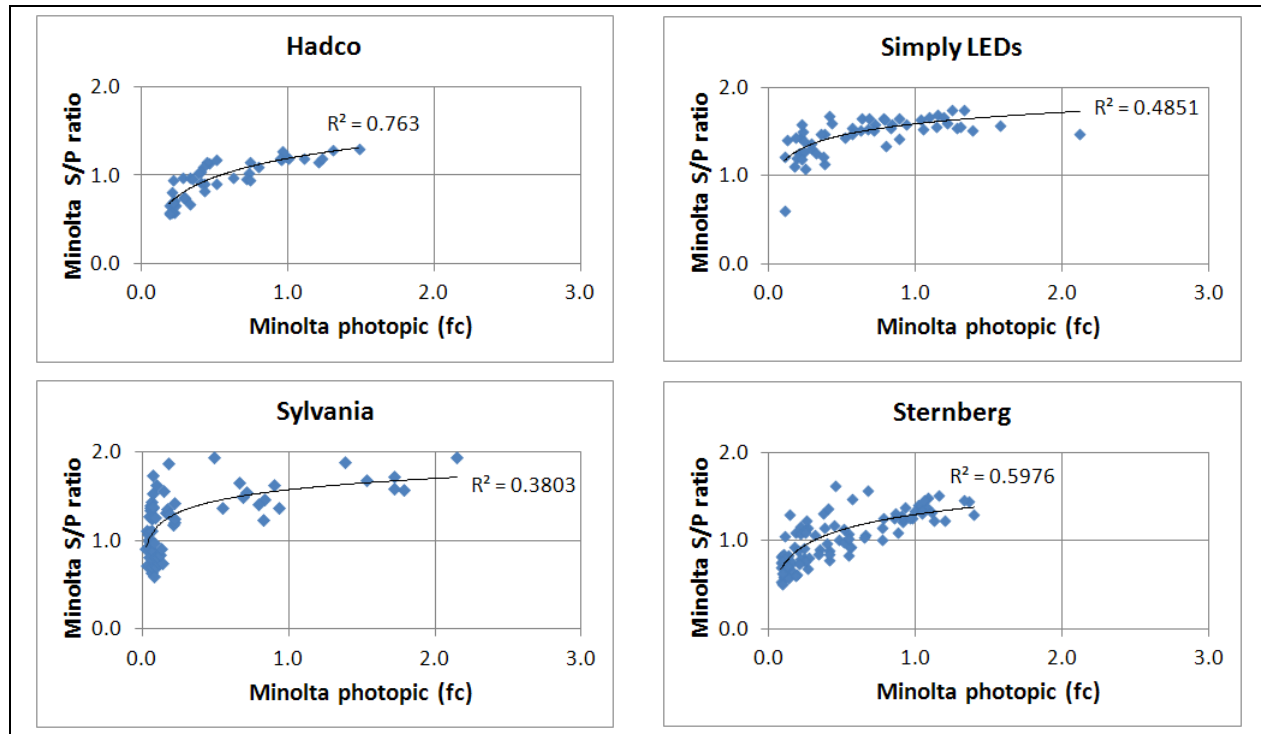 Hadco
2.0
1.0
0.0
Minolta S/P ratio
R² = 0.763
0.0 1.0 2.0 3.0
Minolta photopic (fc)
Simply LEDs
2.0
1.0
0.0
Minolta S/P ratio
R² = 0.4851
0.0 1.0 2.0 3.0
Minolta photopic (fc)
Sylvania
2.0
1.0
0.0
Minolta S/P ratio
R² = 0.3803
0.0 1.0 2.0 3.0
Minolta photopic (fc)
Sternberg
2.0
1.0
0.0
Minolta S/P ratio
R² = 0.5976
0.0 1.0 2.0 3.0
Minolta photopic (fc)